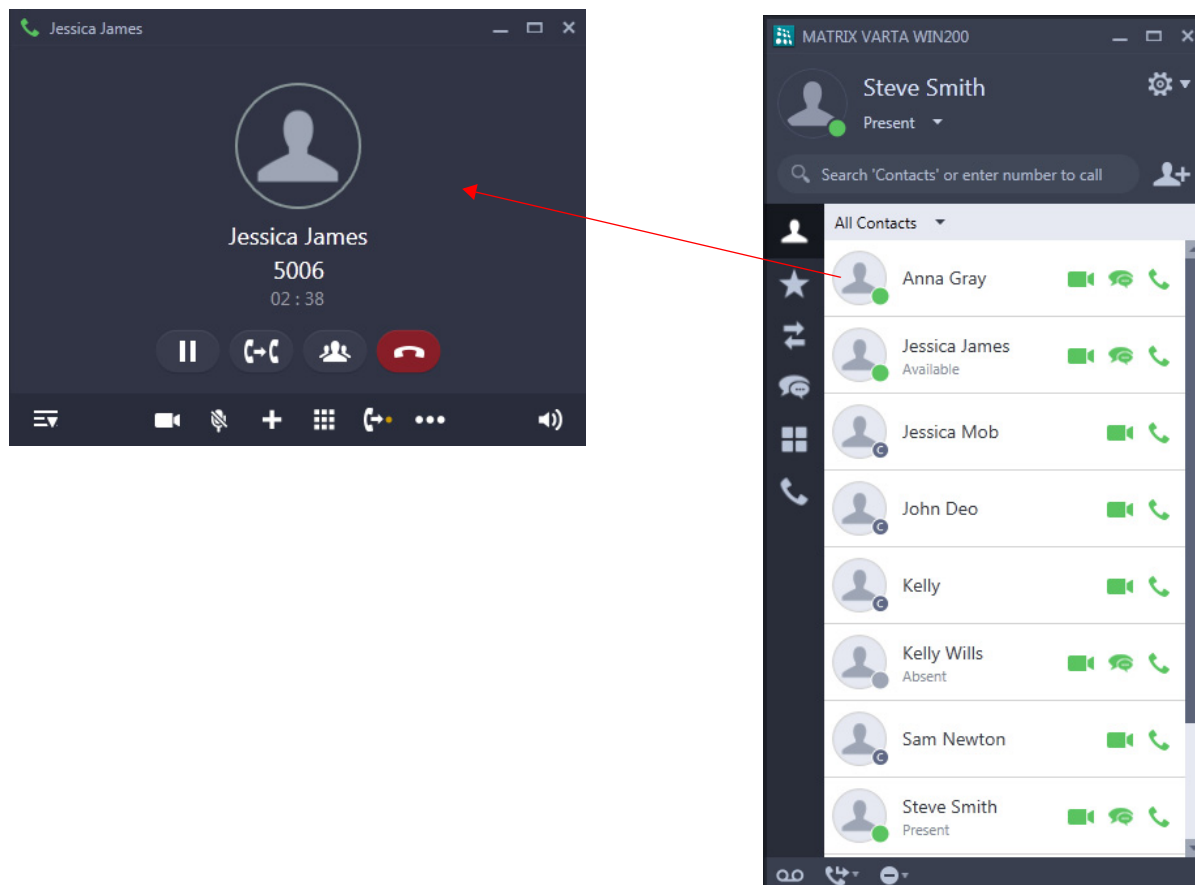 Jessica James
Jessica James
5006
02 : 38
MATRIX VARTA WIN200
Steve Smith
Present
Search 'Contacts' or enter number to call
All Contacts
Anna Gray
Jessica James
Available
Jessica Mob
C
John Deo
C
Kelly
C
Kelly Wills
Absent
Sam Newton
C
Steve Smith
Present